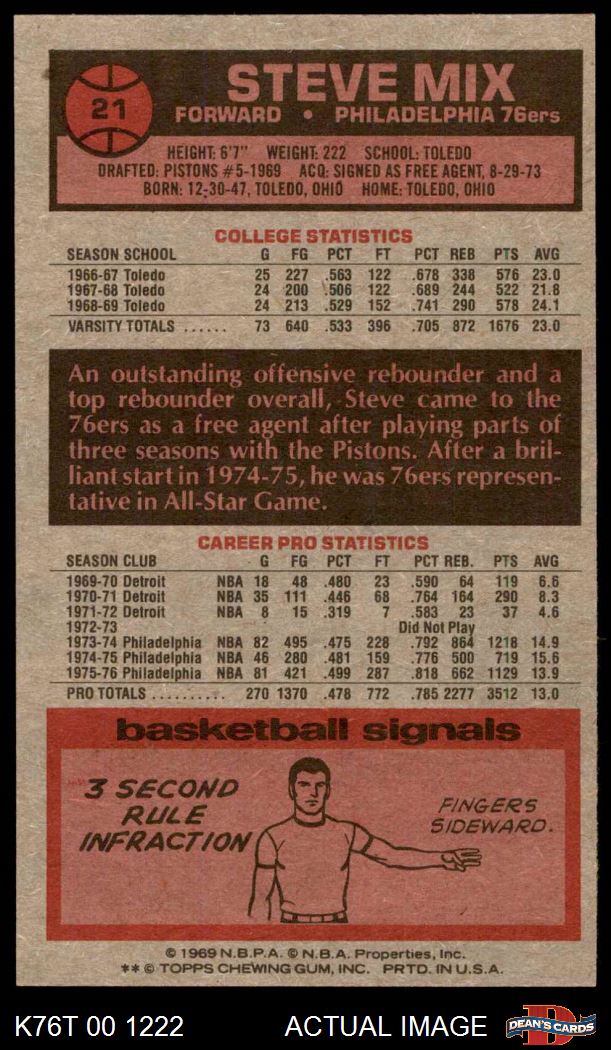 21
STEVE MIX
FORWARD • PHILADELPHIA 76ers
HEIGHT: 6'7" WEIGHT: 222 SCHOOL: TOLEDO
DRAFTED: PISTONS #5-1969 ACQ: SIGNED AS FREE AGENT, 8-29-73
BORN: 12-30-47, TOLEDO, OHIO HOME: TOLEDO, OHIO
COLLEGE STATISTICS
SEASON SCHOOL G FG PCT FT PCT REB PTS AVG
1966-67 Toledo 25 227 .563 122 .678 338 576 23.0
1967-68 Toledo 24 200 .506 122 .689 244 522 21.8
1968-69 Toledo 24 213 .529 152 .741 290 578 24.1
VARSITY TOTALS ...... 73 640 .533 396 .705 872 1676 23.0
An outstanding offensive rebounder and a
top rebounder overall, Steve came to the
76ers as a free agent after playing parts of
three seasons with the Pistons. After a bril-
liant start in 1974-75, he was 76ers represen-
tative in All-Star Game.
CAREER PRO STATISTICS
SEASON CLUB G FG PCT FT PCT REB. PTS AVG
1969-70 Detroit NBA 18 48 .480 23 .590 64 119 6.6
1970-71 Detroit NBA 35 111 .446 68 .764 164 290 8.3
1971-72 Detroit NBA 8 15 .319 7 .583 23 37 4.6
1972-73 Did Not Play
1973-74 Philadelphia NBA 82 495 .475 228 .792 864 1218 14.9
1974-75 Philadelphia NBA 46 280 .481 159 .776 500 719 15.6
1975-76 Philadelphia NBA 81 421 .499 287 .818 662 1129 13.9
PRO TOTALS .......... 270 1370 .478 772 .785 2277 3512 13.0
basketball signals
3 SECOND
RULE
INFRACTION
FINGERS
SIDEWARD.
© 1969 N.B.P.A. © N.B.A. Properties, Inc.
** © TOPPS CHEWING GUM, INC. PRTD. IN U.S.A.
K76T 00 1222 ACTUAL IMAGE
D
DEAN'S CARDS